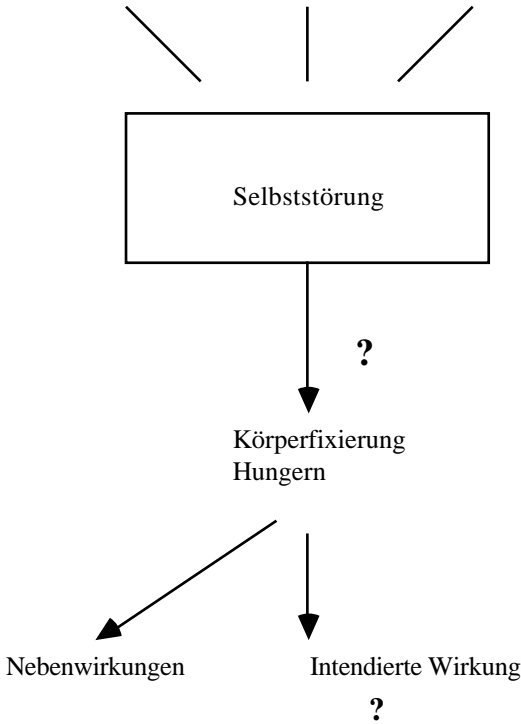 Selbststörung
?
Körperfixierung
Hungern
Nebenwirkungen Intendierte Wirkung
?